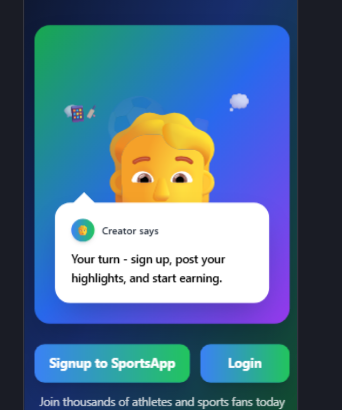 Creator says
Your turn - sign up, post your
highlights, and start earning.
Signup to SportsApp
Login
Join thousands of athletes and sports fans today